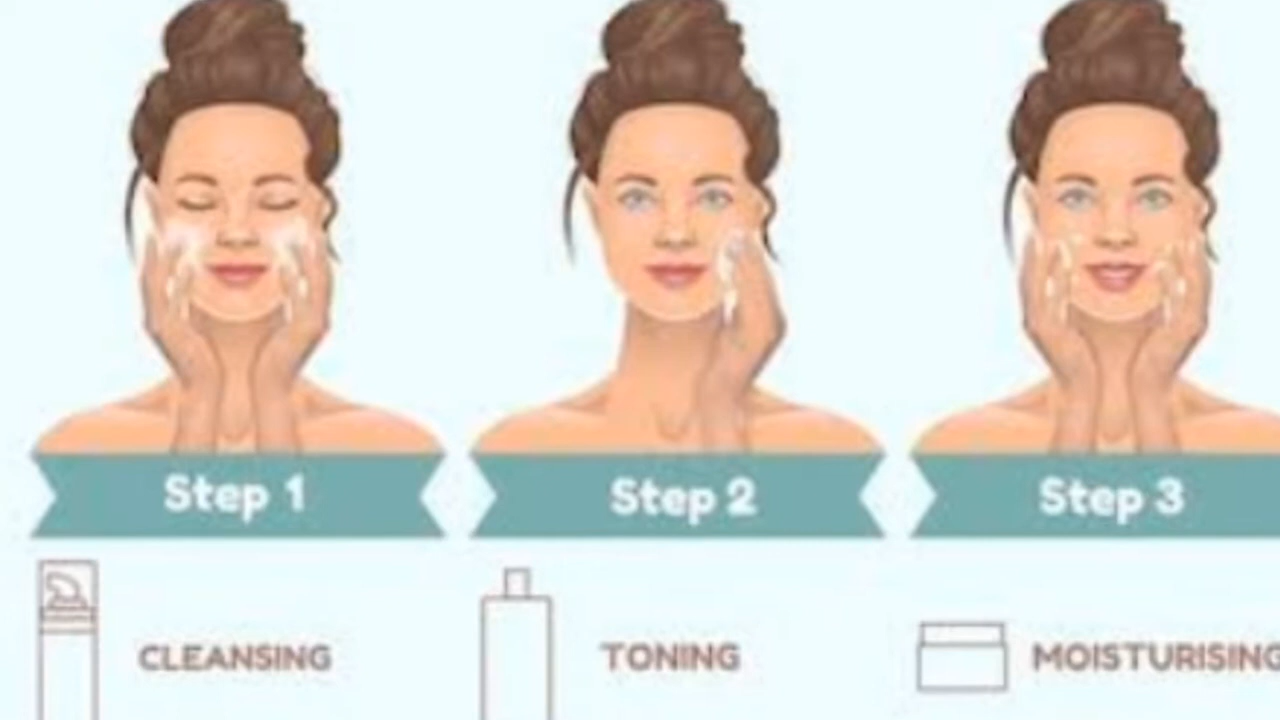 Step 1
Step 2
Step 3
CLEANSING
TONING
MOISTURISING